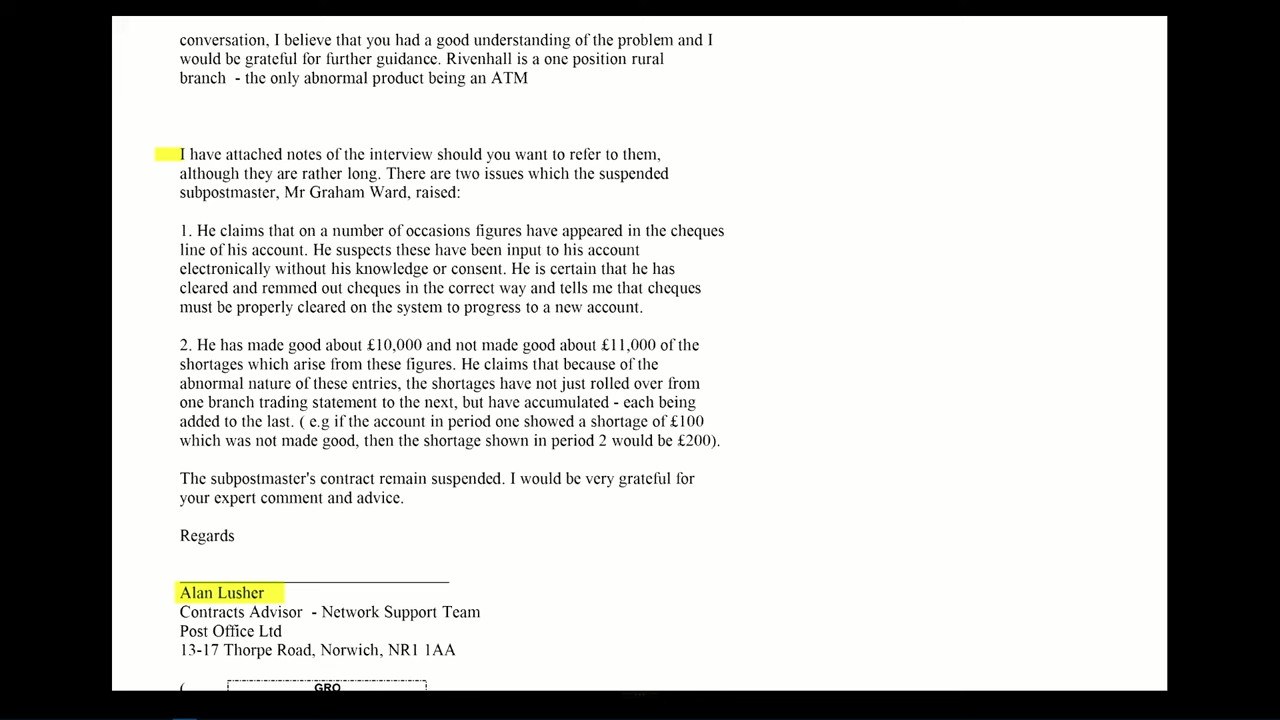 conversation, I believe that you had a good understanding of the problem and I
would be grateful for further guidance. Rivenhall is a one position rural
branch - the only abnormal product being an ATM
I have attached notes of the interview should you want to refer to them,
although they are rather long. There are two issues which the suspended
subpostmaster, Mr Graham Ward, raised:
1. He claims that on a number of occasions figures have appeared in the cheques
line of his account. He suspects these have been input to his account
electronically without his knowledge or consent. He is certain that he has
cleared and remmed out cheques in the correct way and tells me that cheques
must be properly cleared on the system to progress to a new account.
2. He has made good about £10,000 and not made good about £11,000 of the
shortages which arise from these figures. He claims that because of the
abnormal nature of these entries, the shortages have not just rolled over from
one branch trading statement to the next, but have accumulated - each being
added to the last. ( e.g if the account in period one showed a shortage of £100
which was not made good, then the shortage shown in period 2 would be £200).
The subpostmaster's contract remain suspended. I would be very grateful for
your expert comment and advice.
Regards
Alan Lusher
Contracts Advisor - Network Support Team
Post Office Ltd
13-17 Thorpe Road, Norwich, NR1 1AA
( GRO